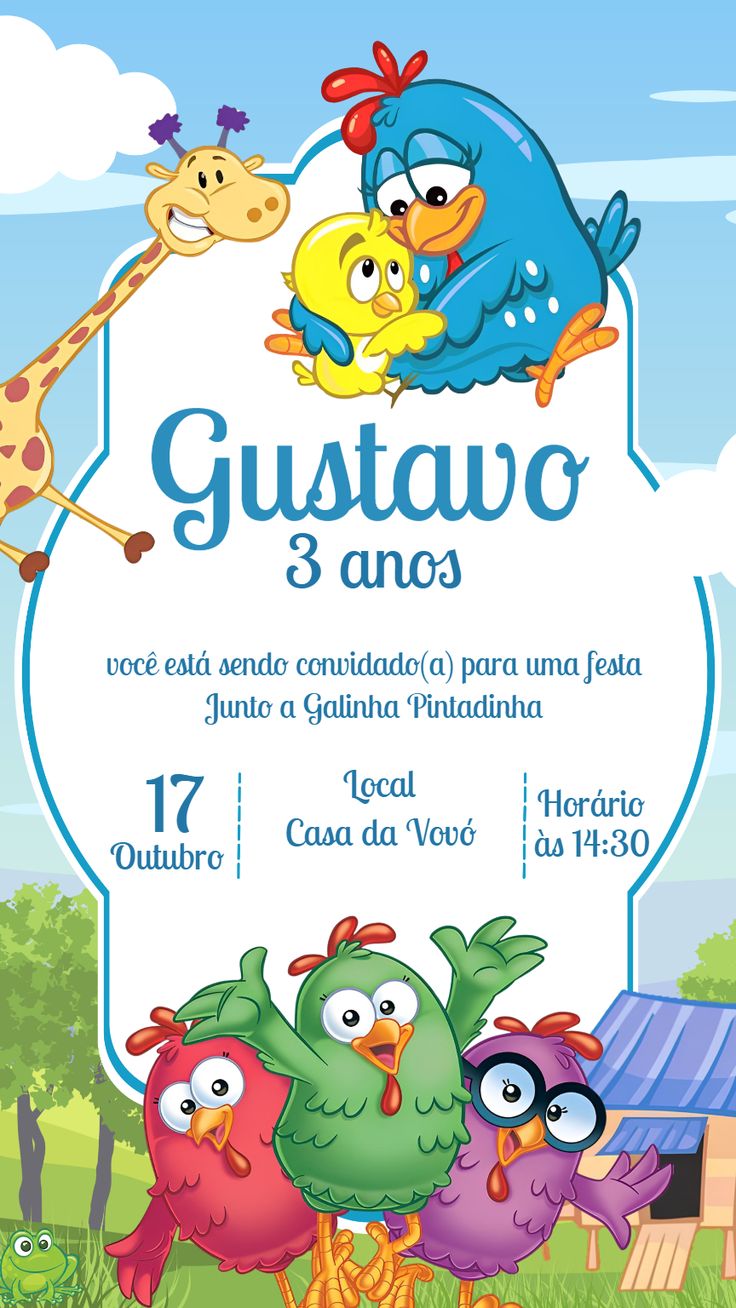 Gustavo
3 anos
você está sendo convidado(a) para uma festa
Junto a Galinha Pintadinha
17
Outubro
Local
Casa da Vovó
Horário
às 14:30